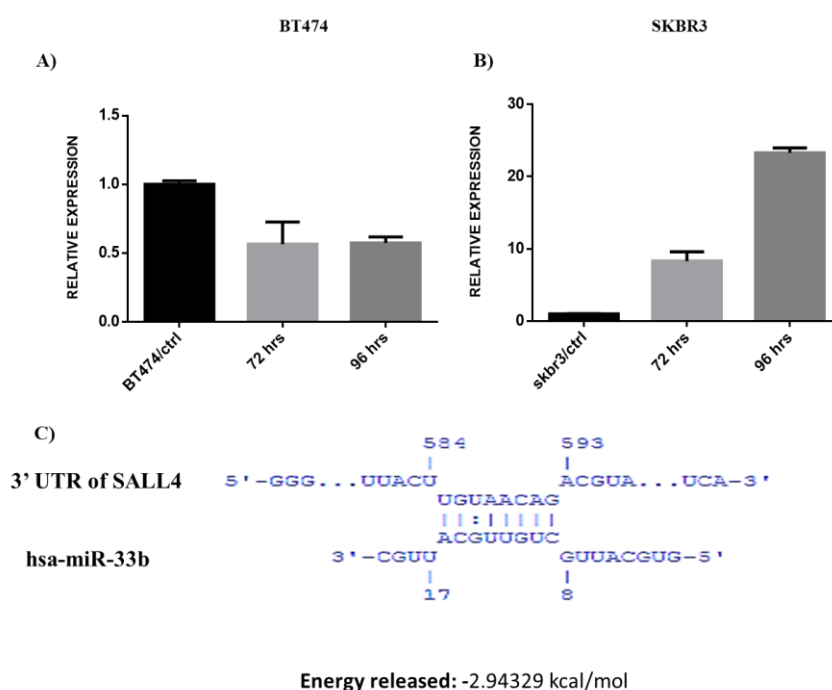 BT474
SKBR3
A)
B)
RELATIVE EXPRESSION
1.5
1.0
0.5
0.0
BT474/ctrl
72 hrs
96 hrs
RELATIVE EXPRESSION
30
20
10
0
skbr3/ctrl
72 hrs
96 hrs
C)
584 593
| |
3' UTR of SALL4 5'-GGG...UUACU ACGUA...UCA-3'
UGUAACAG
||:|||||
ACGUUGUC
hsa-miR-33b 3'-CGUU GUUACGUG-5'
| |
17 8
Energy released: -2.94329 kcal/mol